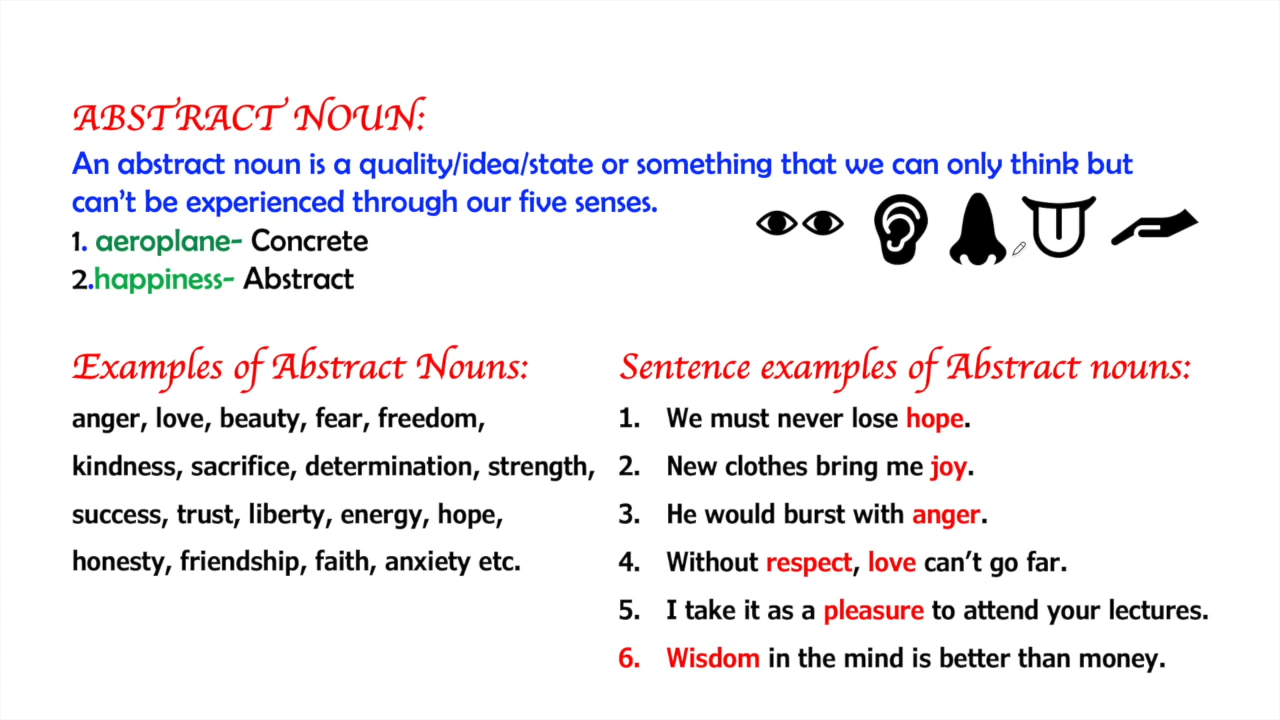 ABSTRACT NOUN:
An abstract noun is a quality/idea/state or something that we can only think but
can't be experienced through our five senses.
1. aeroplane- Concrete
2.happiness- Abstract
Examples of Abstract Nouns:
anger, love, beauty, fear, freedom,
kindness, sacrifice, determination, strength,
success, trust, liberty, energy, hope,
honesty, friendship, faith, anxiety etc.
Sentence examples of Abstract nouns:
1. We must never lose hope.
2. New clothes bring me joy.
3. He would burst with anger.
4. Without respect, love can't go far.
5. I take it as a pleasure to attend your lectures.
6. Wisdom in the mind is better than money.